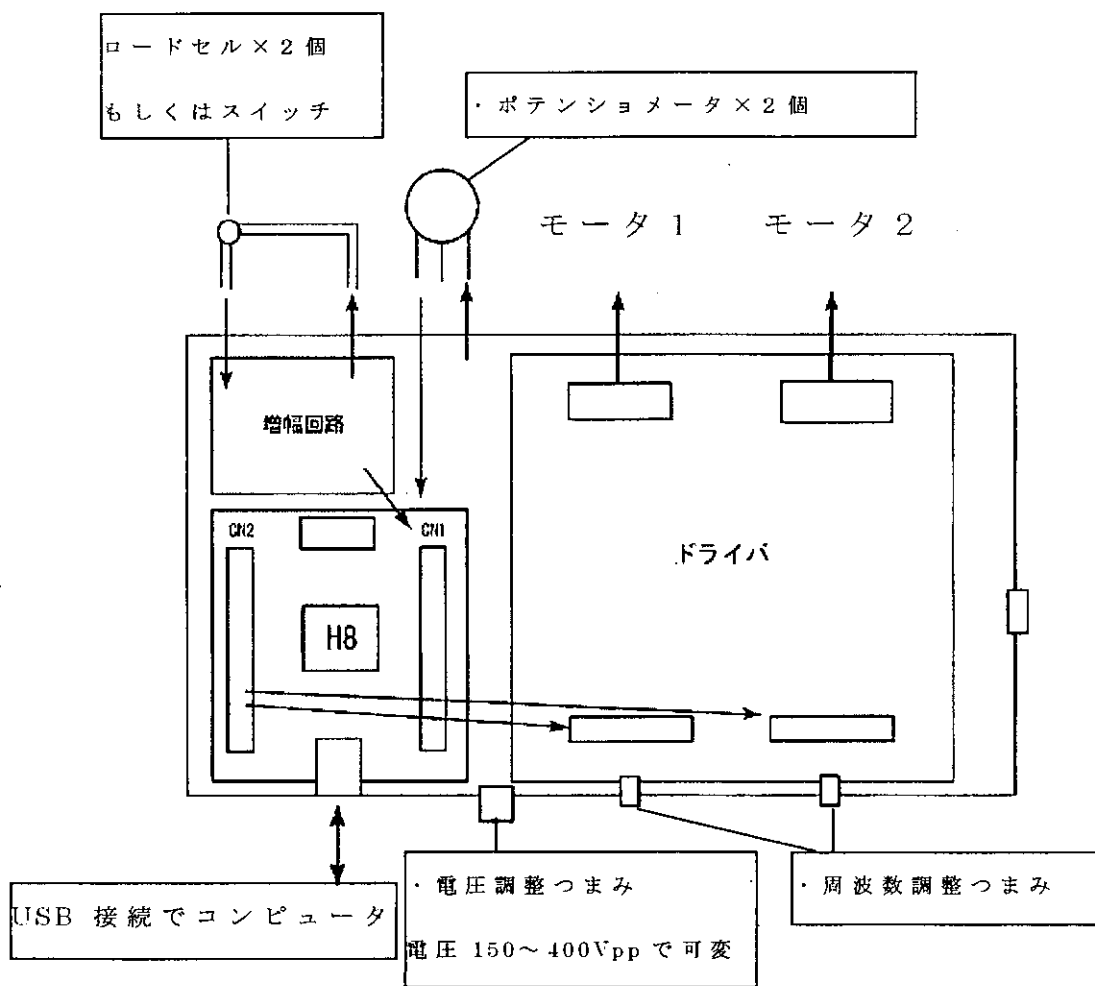 ロードセル×2個
もしくはスイッチ
・ポテンショメータ×2個
モータ1
モータ2
増幅回路
CN2
CN1
H8
ドライバ
USB 接続でコンピュータ
・電圧調整つまみ
電圧 150～400Vpp で可変
・周波数調整つまみ